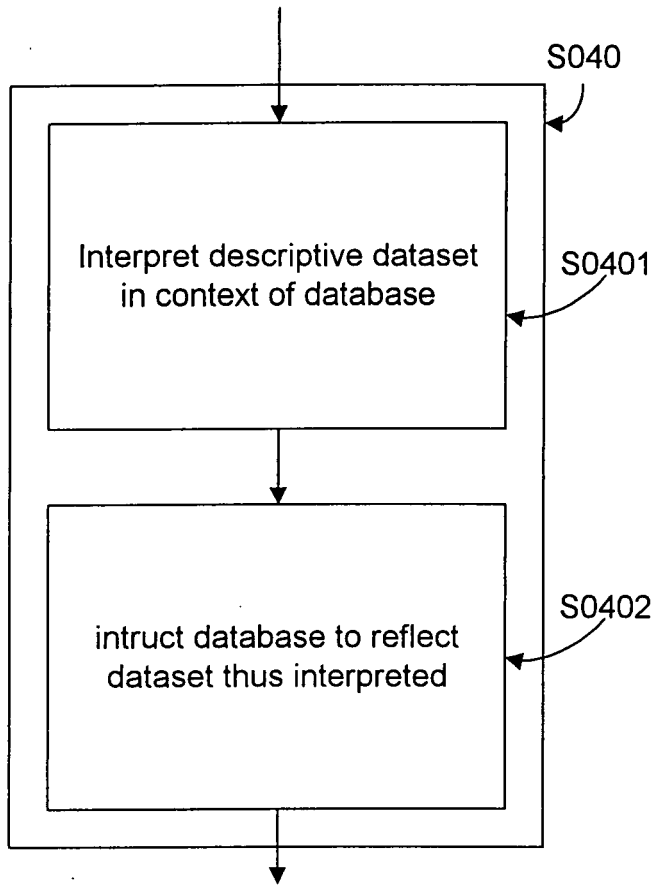 S040
Interpret descriptive dataset
in context of database
S0401
intruct database to reflect
dataset thus interpreted
S0402